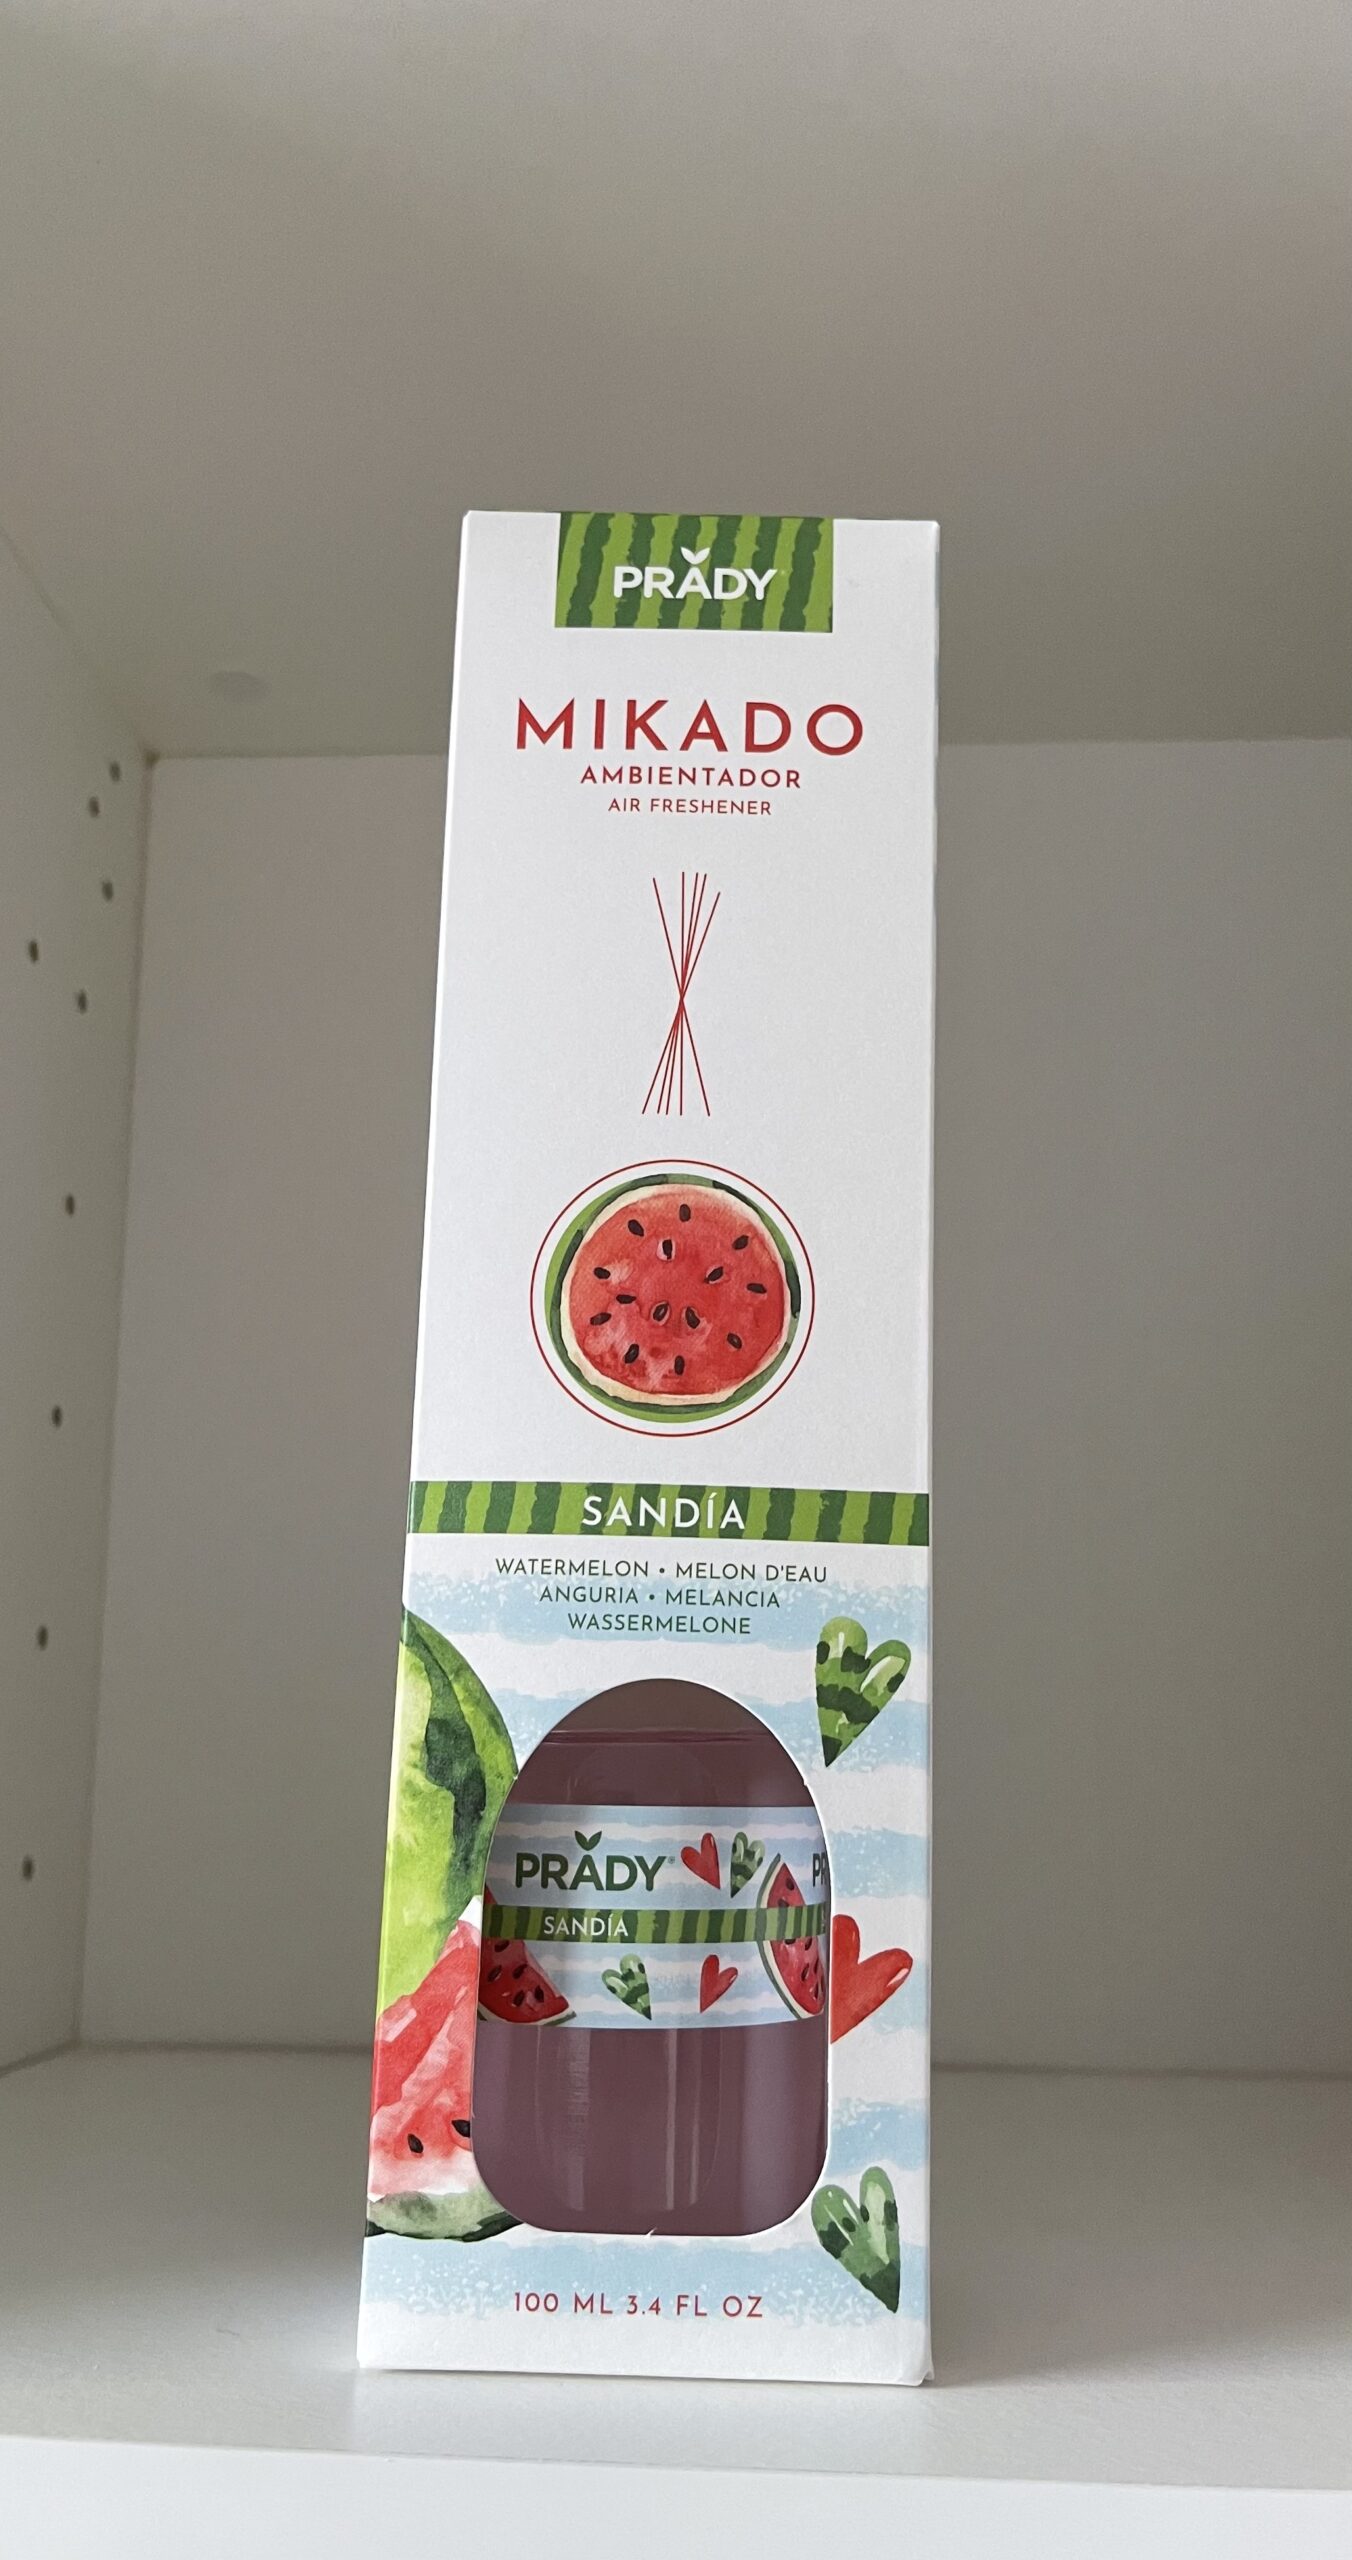 PRADY
MIKADO
AMBIENTADOR
AIR FRESHENER
SANDÍA
WATERMELON • MELON D'EAU
ANGURIA • MELANCIA
WASSERMELONE
PRADY®
SANDÍA
100 ML 3.4 FL OZ